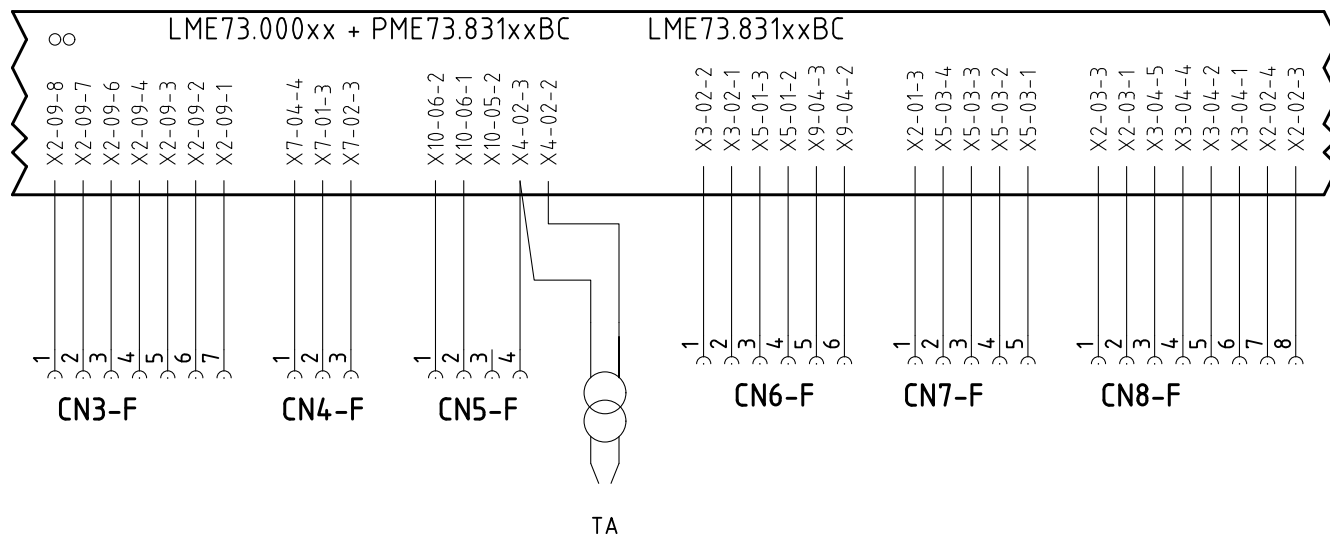 LME73.000xx + PME73.831xxBC
LME73.831xxBC
X2-09-8
X2-09-7
X2-09-6
X2-09-4
X2-09-3
X2-09-2
X2-09-1
X7-04-4
X7-01-3
X7-02-3
X10-06-2
X10-06-1
X10-05-2
X4-02-3
X4-02-2
X3-02-2
X3-02-1
X5-01-3
X5-01-2
X9-04-3
X9-04-2
X2-01-3
X5-03-4
X5-03-3
X5-03-2
X5-03-1
X2-03-3
X2-03-1
X3-04-5
X3-04-4
X3-04-2
X3-04-1
X2-02-4
X2-02-3
1 2 3 4 5 6 7
1 2 3
1 2 3 4
1 2 3 4 5 6
1 2 3 4 5
1 2 3 4 5 6 7 8
CN3-F
CN4-F
CN5-F
CN6-F
CN7-F
CN8-F
TA